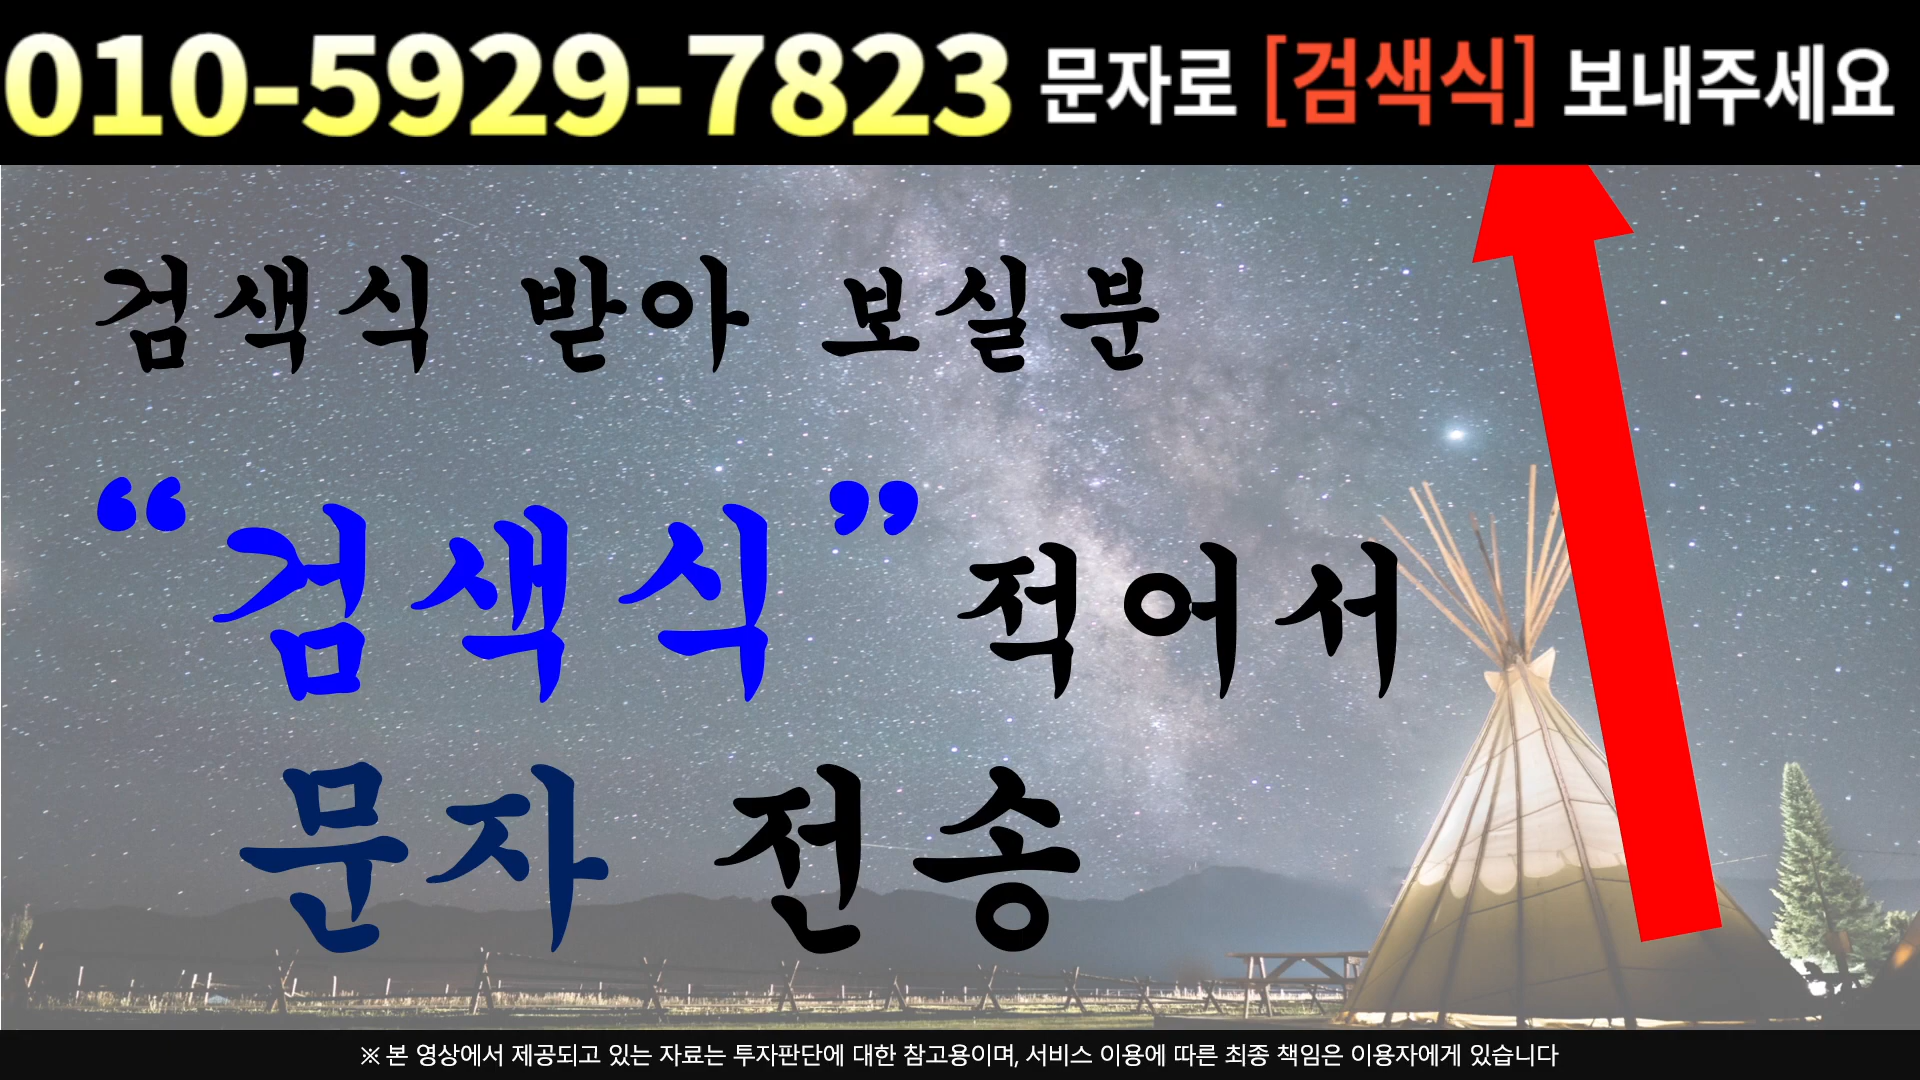 010-5929-7823 문자로 [검색식] 보내주세요
검색식 받아 보실분
“검색식” 적어서
문자 전송
※ 본 영상에서 제공되고 있는 자료는 투자판단에 대한 참고용이며, 서비스 이용에 따른 최종 책임은 이용자에게 있습니다